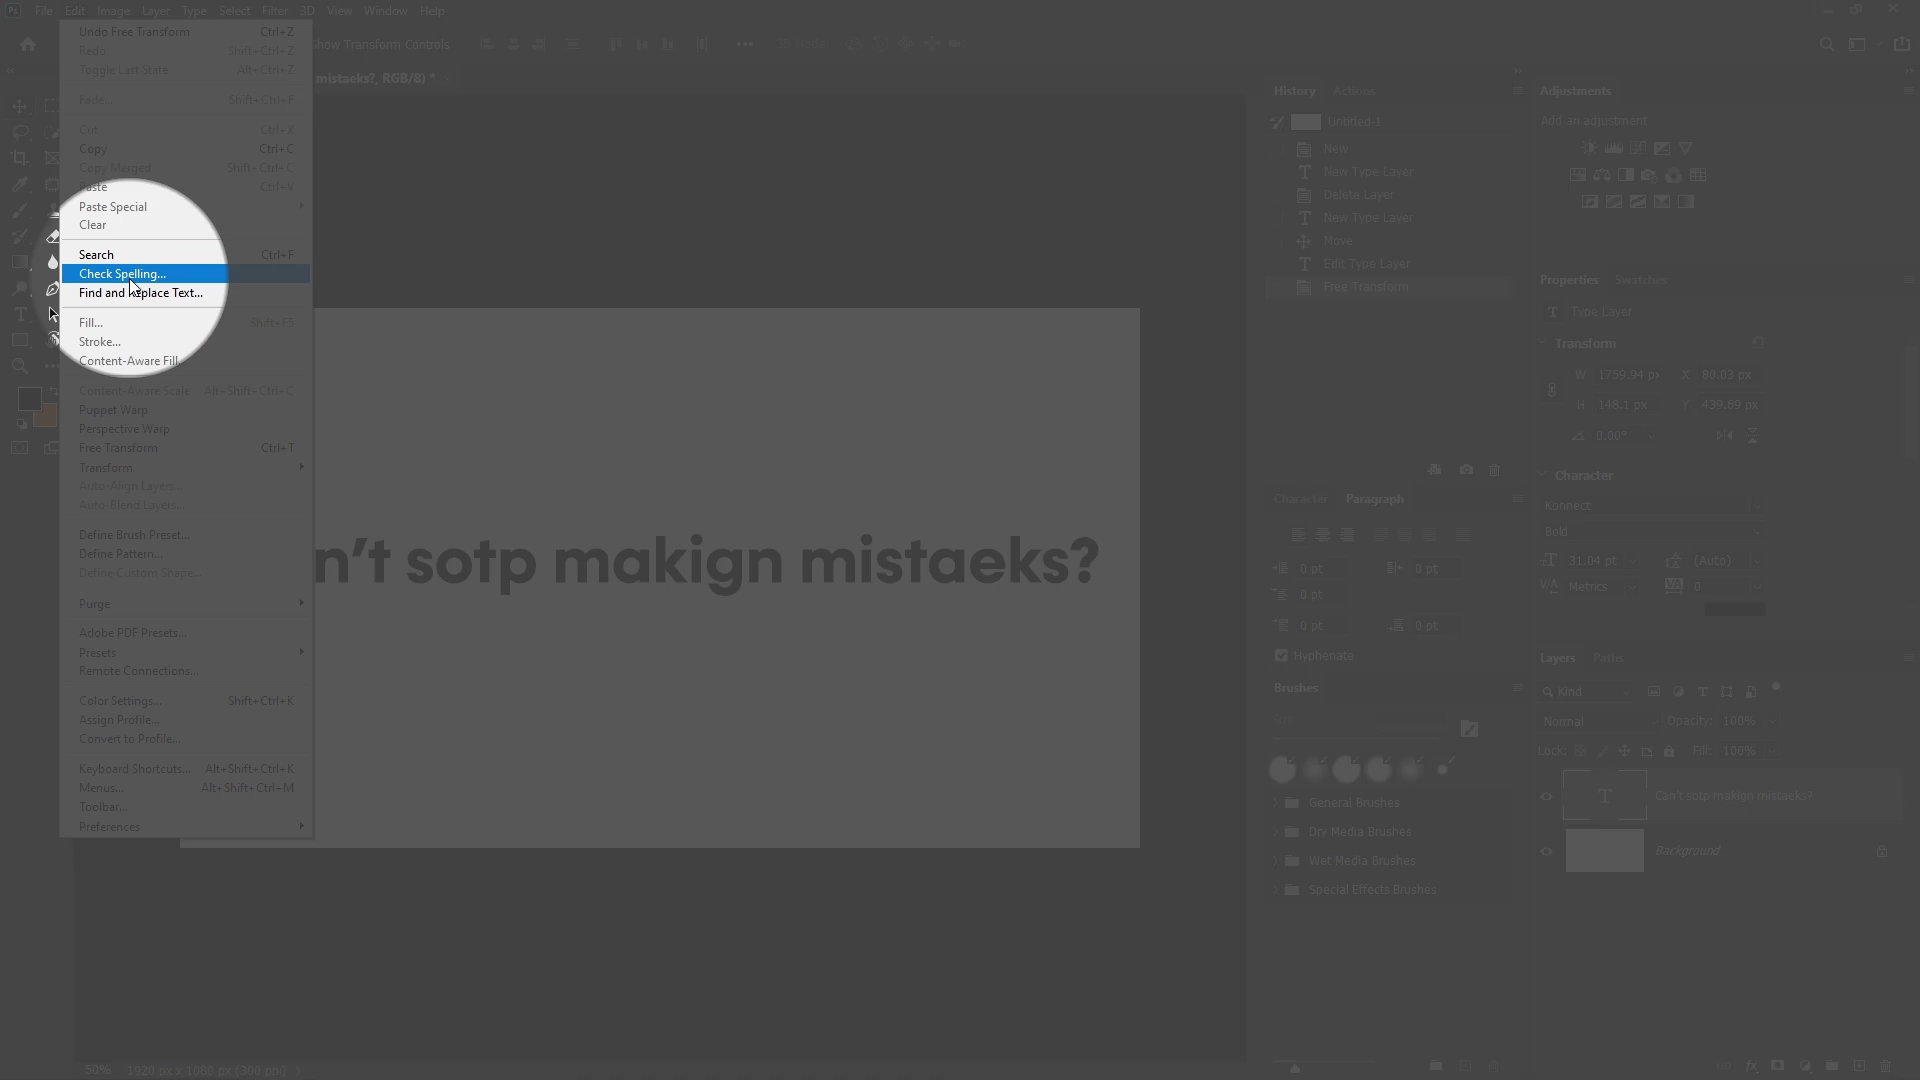 Ps File Edit Image Layer Type Select Filter 3D View Window Help
Show Transform Controls
3D Mode:
mistaeks?, RGB/8) *
Undo Free Transform Ctrl+Z
Redo Shift+Ctrl+Z
Toggle Last State Alt+Ctrl+Z
Fade... Shift+Ctrl+F
Cut Ctrl+X
Copy Ctrl+C
Copy Merged Shift+Ctrl+C
Paste Ctrl+V
Paste Special
Clear
Search Ctrl+F
Check Spelling...
Find and Replace Text...
Fill... Shift+F5
Stroke...
Content-Aware Fill
Content-Aware Scale Alt+Shift+Ctrl+C
Puppet Warp
Perspective Warp
Free Transform Ctrl+T
Transform
Auto-Align Layers...
Auto-Blend Layers...
Define Brush Preset...
Define Pattern...
Define Custom Shape...
Purge
Adobe PDF Presets...
Presets
Remote Connections...
Color Settings... Shift+Ctrl+K
Assign Profile...
Convert to Profile...
Keyboard Shortcuts... Alt+Shift+Ctrl+K
Menus... Alt+Shift+Ctrl+M
Toolbar...
Preferences
n't sotp makign mistaeks?
50% 1920 px x 1080 px (300 ppi)
History Actions
Untitled-1
New
New Type Layer
Delete Layer
New Type Layer
Move
Edit Type Layer
Free Transform
Character Paragraph
0 pt 0 pt
0 pt
0 pt 0 pt
Hyphenate
Brushes
Size:
General Brushes
Dry Media Brushes
Wet Media Brushes
Special Effects Brushes
Adjustments
Add an adjustment
Properties Swatches
Type Layer
Transform
W 1759.94 px X 80.03 px
H 148.1 px Y 439.69 px
0.00°
Character
Konnect
Bold
31.04 pt (Auto)
Metrics 0
Layers Paths
Kind
Normal Opacity: 100%
Lock: Fill: 100%
Can't sotp makign mistaeks?
Background